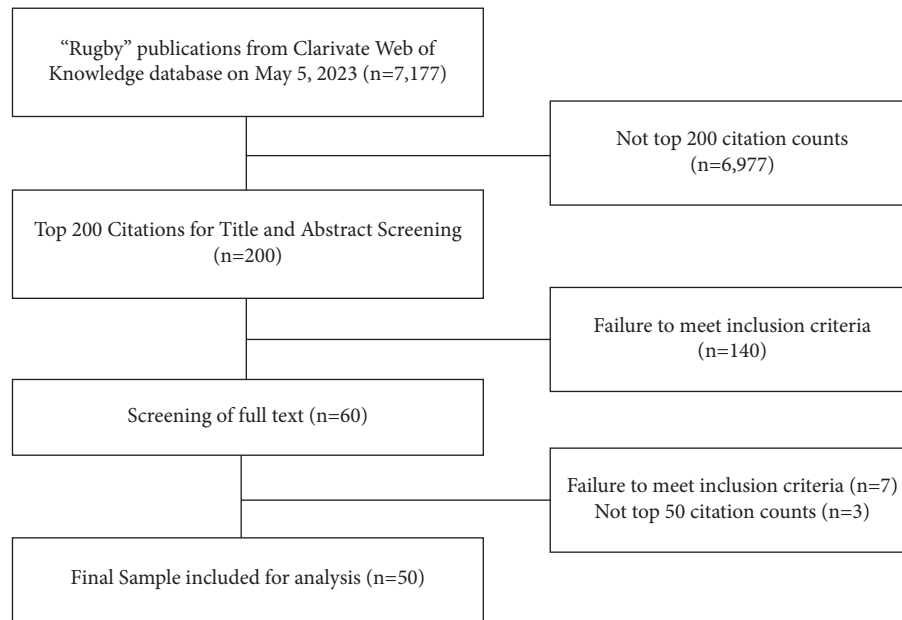 “Rugby” publications from Clarivate Web of
Knowledge database on May 5, 2023 (n=7,177)
Not top 200 citation counts
(n=6,977)
Top 200 Citations for Title and Abstract Screening
(n=200)
Failure to meet inclusion criteria
(n=140)
Screening of full text (n=60)
Failure to meet inclusion criteria (n=7)
Not top 50 citation counts (n=3)
Final Sample included for analysis (n=50)